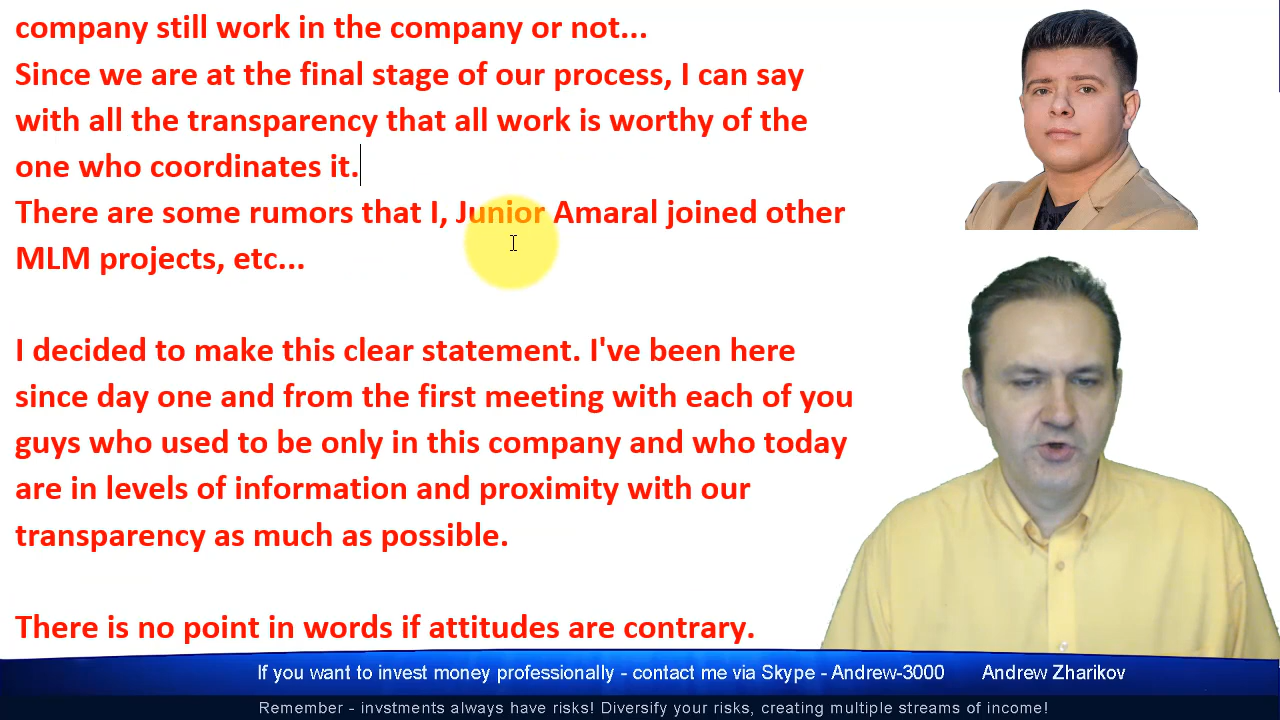 company still work in the company or not...
Since we are at the final stage of our process, I can say
with all the transparency that all work is worthy of the
one who coordinates it.
There are some rumors that I, Junior Amaral joined other
MLM projects, etc...
I decided to make this clear statement. I've been here
since day one and from the first meeting with each of you
guys who used to be only in this company and who today
are in levels of information and proximity with our
transparency as much as possible.
There is no point in words if attitudes are contrary.
If you want to invest money professionally - contact me via Skype - Andrew-3000 Andrew Zharikov
Remember - invstments always have risks! Diversify your risks, creating multiple streams of income!